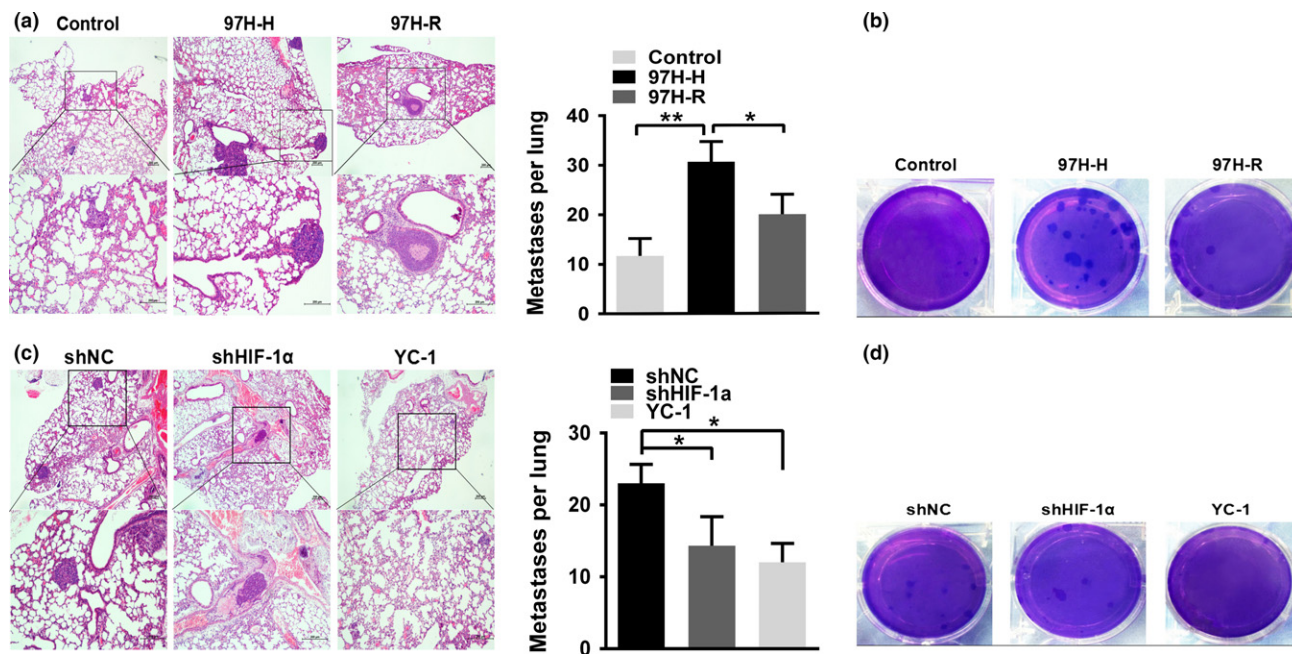 (a)
Control
97H-H
97H-R
Control
97H-H
97H-R
Metastases per lung
40
30
20
10
0
**
*
(b)
Control
97H-H
97H-R
(c)
shNC
shHIF-1α
YC-1
shNC
shHIF-1a
YC-1
Metastases per lung
30
20
10
0
*
*
(d)
shNC
shHIF-1α
YC-1